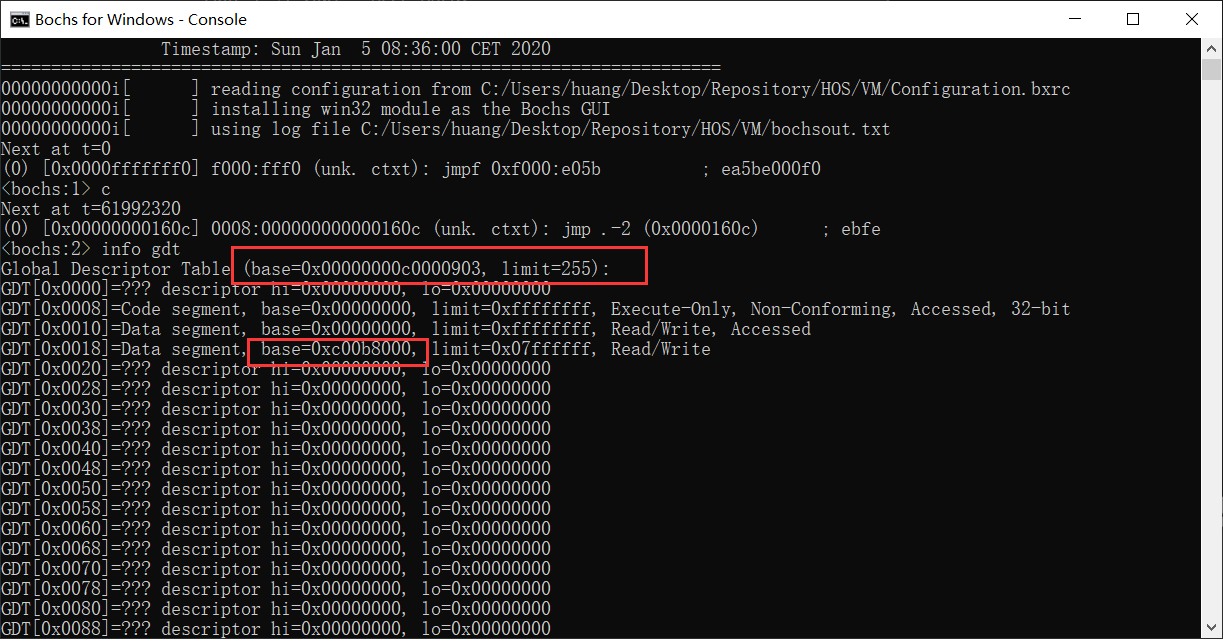 Bochs for Windows - Console
Timestamp: Sun Jan  5 08:36:00 CET 2020
========================================================================
00000000000i[      ] reading configuration from C:/Users/huang/Desktop/Repository/HOS/VM/Configuration.bxrc
00000000000i[      ] installing win32 module as the Bochs GUI
00000000000i[      ] using log file C:/Users/huang/Desktop/Repository/HOS/VM/bochsout.txt
Next at t=0
(0) [0x0000fffffff0] f000:fff0 (unk. ctxt): jmpf 0xf000:e05b          ; ea5be000f0
<bochs:1> c
Next at t=61992320
(0) [0x00000000160c] 0008:000000000000160c (unk. ctxt): jmp .-2 (0x0000160c)      ; ebfe
<bochs:2> info gdt
Global Descriptor Table (base=0x00000000c0000903, limit=255):
GDT[0x0000]=??? descriptor hi=0x00000000, lo=0x00000000
GDT[0x0008]=Code segment, base=0x00000000, limit=0xffffffff, Execute-Only, Non-Conforming, Accessed, 32-bit
GDT[0x0010]=Data segment, base=0x00000000, limit=0xffffffff, Read/Write, Accessed
GDT[0x0018]=Data segment, base=0xc00b8000, limit=0x07ffffff, Read/Write
GDT[0x0020]=??? descriptor hi=0x00000000, lo=0x00000000
GDT[0x0028]=??? descriptor hi=0x00000000, lo=0x00000000
GDT[0x0030]=??? descriptor hi=0x00000000, lo=0x00000000
GDT[0x0038]=??? descriptor hi=0x00000000, lo=0x00000000
GDT[0x0040]=??? descriptor hi=0x00000000, lo=0x00000000
GDT[0x0048]=??? descriptor hi=0x00000000, lo=0x00000000
GDT[0x0050]=??? descriptor hi=0x00000000, lo=0x00000000
GDT[0x0058]=??? descriptor hi=0x00000000, lo=0x00000000
GDT[0x0060]=??? descriptor hi=0x00000000, lo=0x00000000
GDT[0x0068]=??? descriptor hi=0x00000000, lo=0x00000000
GDT[0x0070]=??? descriptor hi=0x00000000, lo=0x00000000
GDT[0x0078]=??? descriptor hi=0x00000000, lo=0x00000000
GDT[0x0080]=??? descriptor hi=0x00000000, lo=0x00000000
GDT[0x0088]=??? descriptor hi=0x00000000, lo=0x00000000